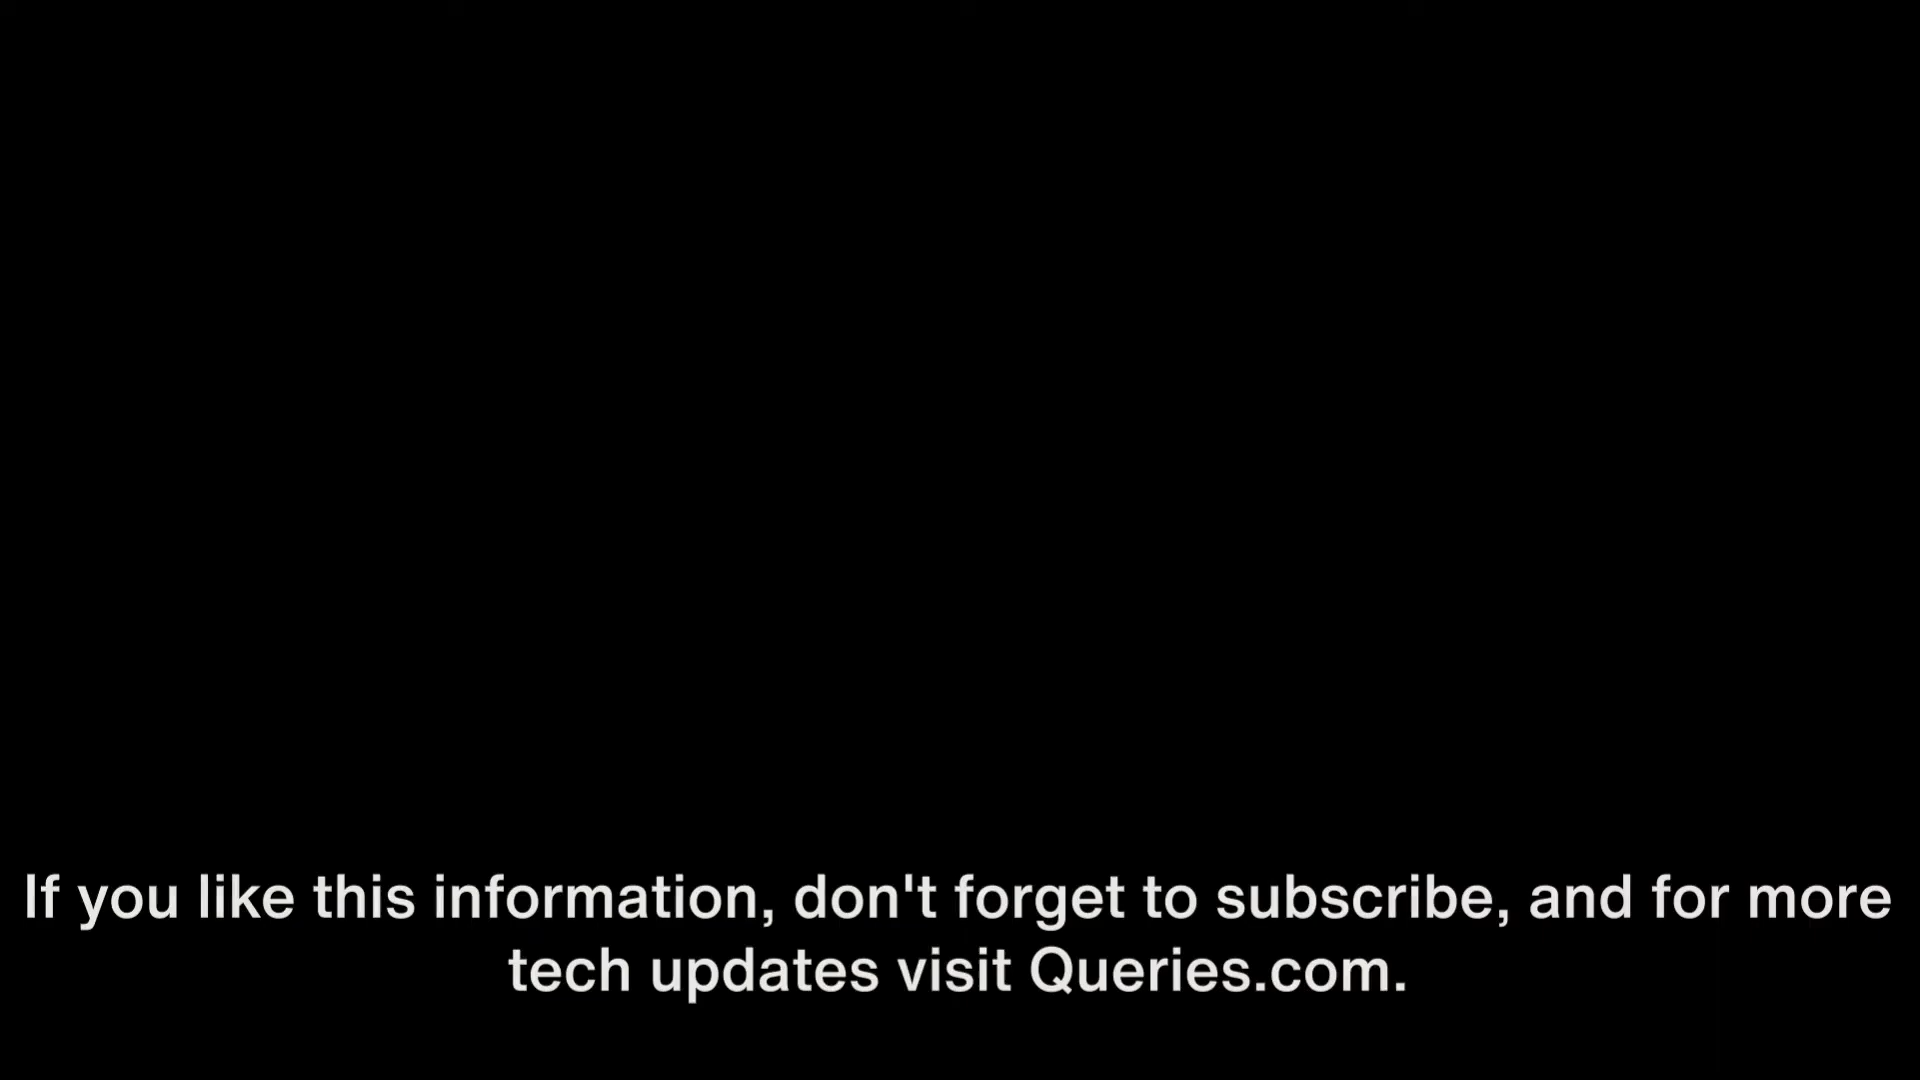 If you like this information, don't forget to subscribe, and for more
tech updates visit Queries.com.